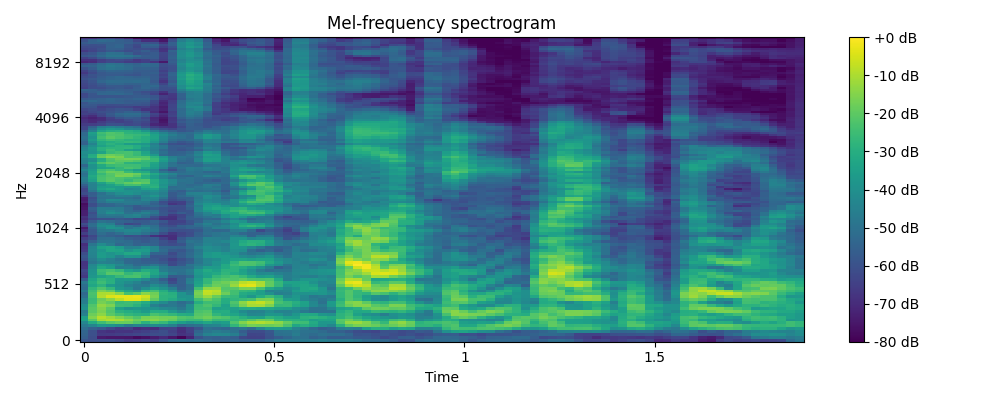 Mel-frequency spectrogram
Hz
8192
4096
2048
1024
512
0
0
0.5
1
1.5
Time
+0 dB
-10 dB
-20 dB
-30 dB
-40 dB
-50 dB
-60 dB
-70 dB
-80 dB